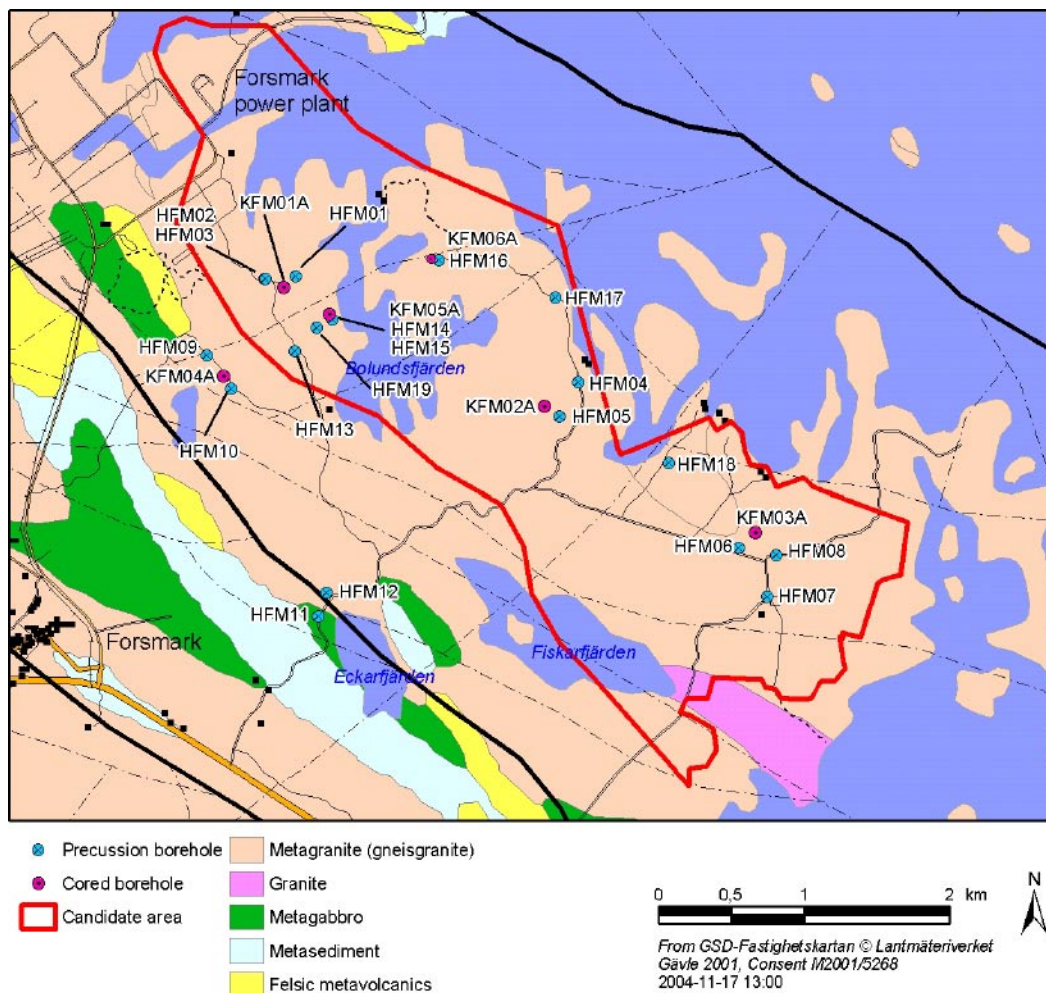 Forsmark
power plant
HFM02
HFM03
KFM01A
HFM01
KFM06A
HFM16
HFM17
KFM05A
HFM14
HFM15
HFM09
KFM04A
Bolundsfjärden
HFM19
HFM04
KFM02A
HFM05
HFM10
HFM13
HFM18
KFM03A
HFM06
HFM08
HFM12
HFM07
HFM11
Forsmark
Fiskarfjärden
Eckarfjärden
Precussion borehole
Cored borehole
Candidate area
Metagranite (gneisgranite)
Granite
Metagabbro
Metasediment
Felsic metavolcanics
0 0,5 1 2 km
N
From GSD-Fastighetskartan © Lantmäteriverket
Gävle 2001, Consent M2001/5268
2004-11-17 13:00